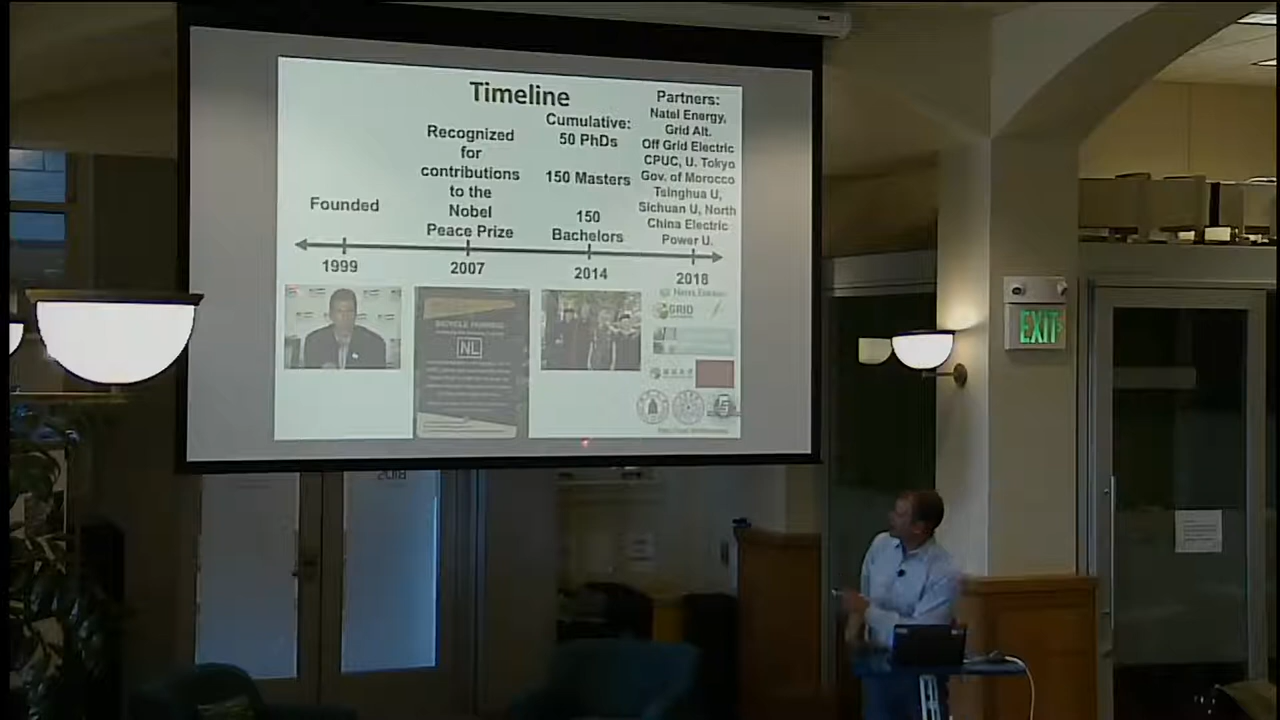 Timeline
Founded
1999
Recognized
for
contributions
to the
Nobel
Peace Prize
2007
Cumulative:
50 PhDs
150 Masters
150
Bachelors
2014
Partners:
Natel Energy,
Grid Alt.
Off Grid Electric
CPUC, U. Tokyo
Gov. of Morocco
Tsinghua U,
Sichuan U, North
China Electric
Power U.
2018
BICYCLE PARKING
NL
GRID
EXIT